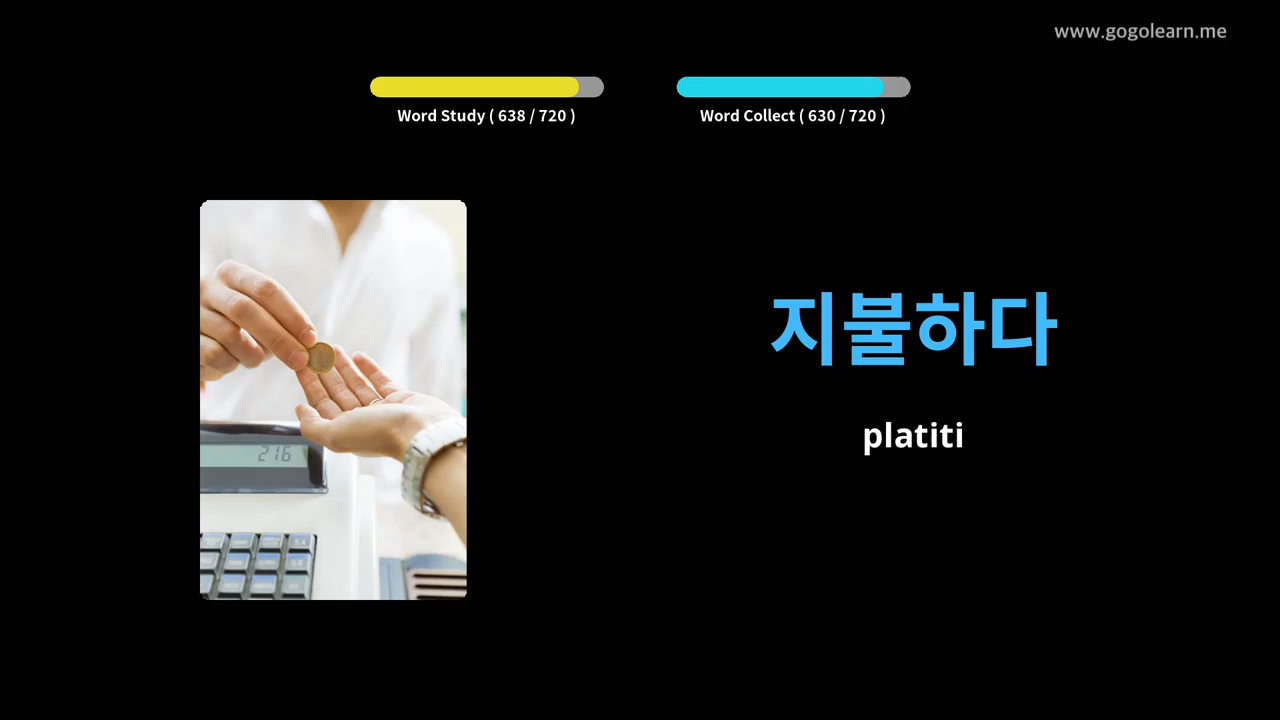 www.gogolearn.me
Word Study ( 638 / 720 )
Word Collect ( 630 / 720 )
지불하다
platiti
216